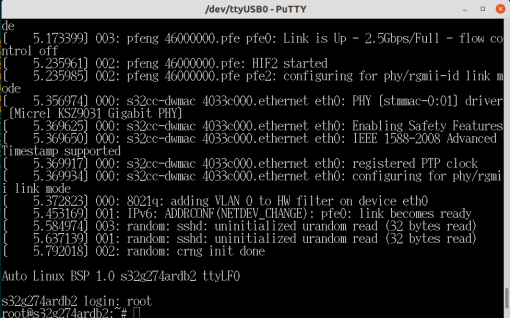 /dev/ttyUSB0 - PuTTY
de
[    5.173399] 003: pfeng 46000000.pfe pfe0: Link is Up - 2.5Gbps/Full - flow co
ntrol off
[    5.235961] 002: pfeng 46000000.pfe: HIF2 started
[    5.235985] 002: pfeng 46000000.pfe pfe2: configuring for phy/rgmii-id link m
ode
[    5.356974] 000: s32cc-dwmac 4033c000.ethernet eth0: PHY [stmmac-0:01] driver
[Micrel KSZ9031 Gigabit PHY]
[    5.369625] 000: s32cc-dwmac 4033c000.ethernet eth0: Enabling Safety Features
[    5.369650] 000: s32cc-dwmac 4033c000.ethernet eth0: IEEE 1588-2008 Advanced
Timestamp supported
[    5.369917] 000: s32cc-dwmac 4033c000.ethernet eth0: registered PTP clock
[    5.369934] 000: s32cc-dwmac 4033c000.ethernet eth0: configuring for phy/rgmi
i link mode
[    5.372823] 000: 8021q: adding VLAN 0 to HW filter on device eth0
[    5.453169] 001: IPv6: ADDRCONF(NETDEV_CHANGE): pfe0: link becomes ready
[    5.584974] 003: random: sshd: uninitialized urandom read (32 bytes read)
[    5.637139] 001: random: sshd: uninitialized urandom read (32 bytes read)
[    5.792018] 002: random: crng init done
Auto Linux BSP 1.0 s32g274ardb2 ttyLF0
s32g274ardb2 login: root
root@s32g274ardb2:~#